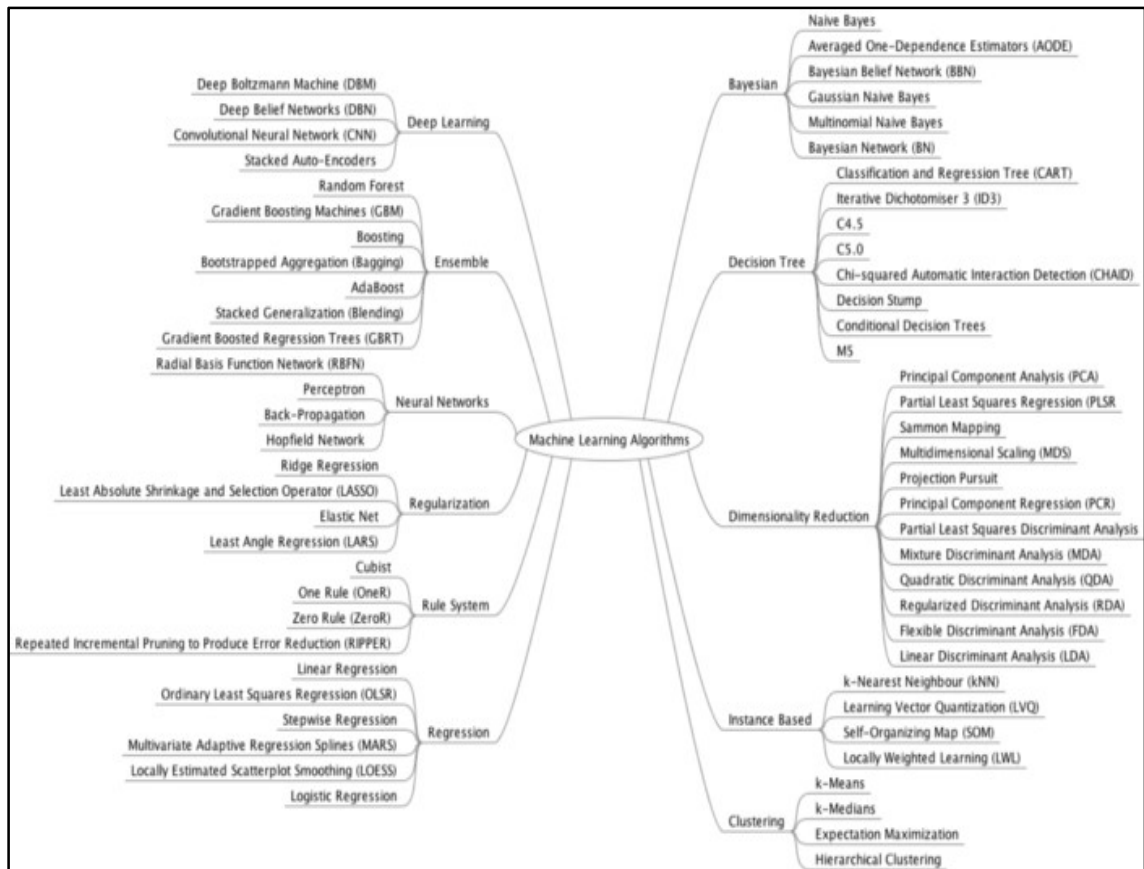 Deep Boltzmann Machine (DBM)
Deep Belief Networks (DBN)
Convolutional Neural Network (CNN)
Stacked Auto-Encoders
Deep Learning
Random Forest
Gradient Boosting Machines (GBM)
Boosting
Bootstrapped Aggregation (Bagging)
AdaBoost
Stacked Generalization (Blending)
Gradient Boosted Regression Trees (GBRT)
Ensemble
Radial Basis Function Network (RBFN)
Perceptron
Back-Propagation
Hopfield Network
Neural Networks
Ridge Regression
Least Absolute Shrinkage and Selection Operator (LASSO)
Elastic Net
Least Angle Regression (LARS)
Regularization
Cubist
One Rule (OneR)
Zero Rule (ZeroR)
Repeated Incremental Pruning to Produce Error Reduction (RIPPER)
Rule System
Linear Regression
Ordinary Least Squares Regression (OLSR)
Stepwise Regression
Multivariate Adaptive Regression Splines (MARS)
Locally Estimated Scatterplot Smoothing (LOESS)
Logistic Regression
Regression
Machine Learning Algorithms
Bayesian
Naive Bayes
Averaged One-Dependence Estimators (AODE)
Bayesian Belief Network (BBN)
Gaussian Naive Bayes
Multinomial Naive Bayes
Bayesian Network (BN)
Decision Tree
Classification and Regression Tree (CART)
Iterative Dichotomiser 3 (ID3)
C4.5
C5.0
Chi-squared Automatic Interaction Detection (CHAID)
Decision Stump
Conditional Decision Trees
M5
Dimensionality Reduction
Principal Component Analysis (PCA)
Partial Least Squares Regression (PLSR
Sammon Mapping
Multidimensional Scaling (MDS)
Projection Pursuit
Principal Component Regression (PCR)
Partial Least Squares Discriminant Analysis
Mixture Discriminant Analysis (MDA)
Quadratic Discriminant Analysis (QDA)
Regularized Discriminant Analysis (RDA)
Flexible Discriminant Analysis (FDA)
Linear Discriminant Analysis (LDA)
Instance Based
k-Nearest Neighbour (kNN)
Learning Vector Quantization (LVQ)
Self-Organizing Map (SOM)
Locally Weighted Learning (LWL)
Clustering
k-Means
k-Medians
Expectation Maximization
Hierarchical Clustering